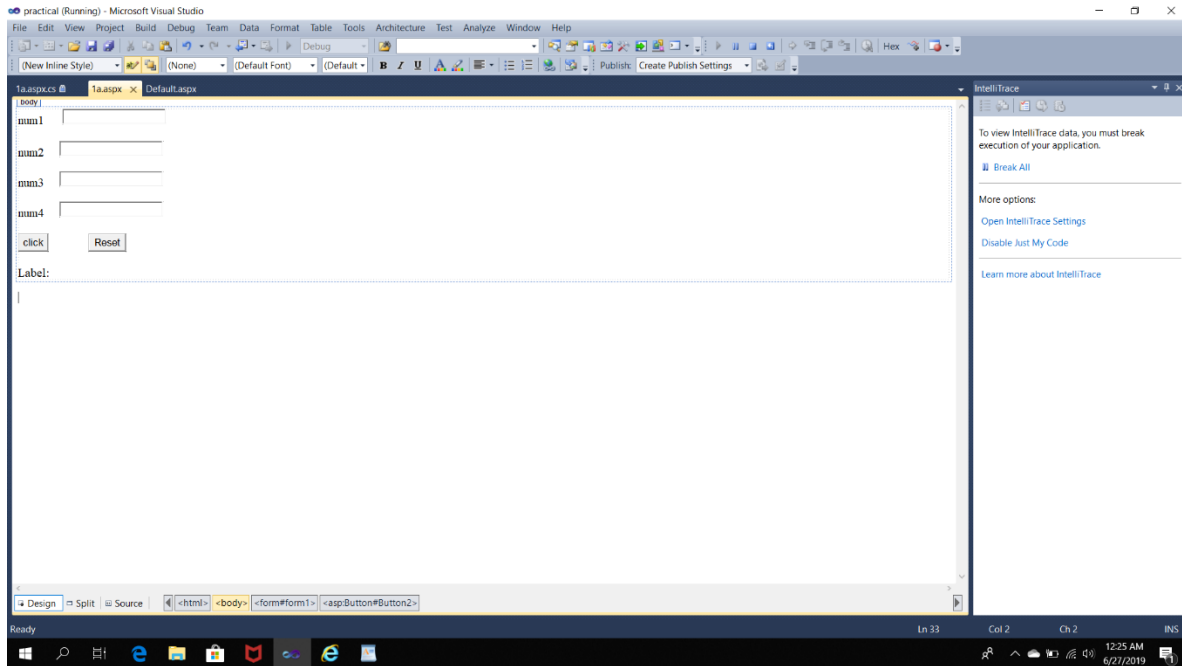 practical (Running) - Microsoft Visual Studio
File Edit View Project Build Debug Team Data Format Table Tools Architecture Test Analyze Window Help
Debug Hex
(New Inline Style) (None) (Default Font) (Default B I U A Publish: Create Publish Settings
1a.aspx.cs 1a.aspx Default.aspx
body
num1
num2
num3
num4
click Reset
Label:
Design Split Source <html> <body> <form#form1> <asp:Button#Button2>
IntelliTrace
To view IntelliTrace data, you must break
execution of your application.
Break All
More options:
Open IntelliTrace Settings
Disable Just My Code
Learn more about IntelliTrace
Ready Ln 33 Col 2 Ch 2 INS
12:25 AM
6/27/2019
1